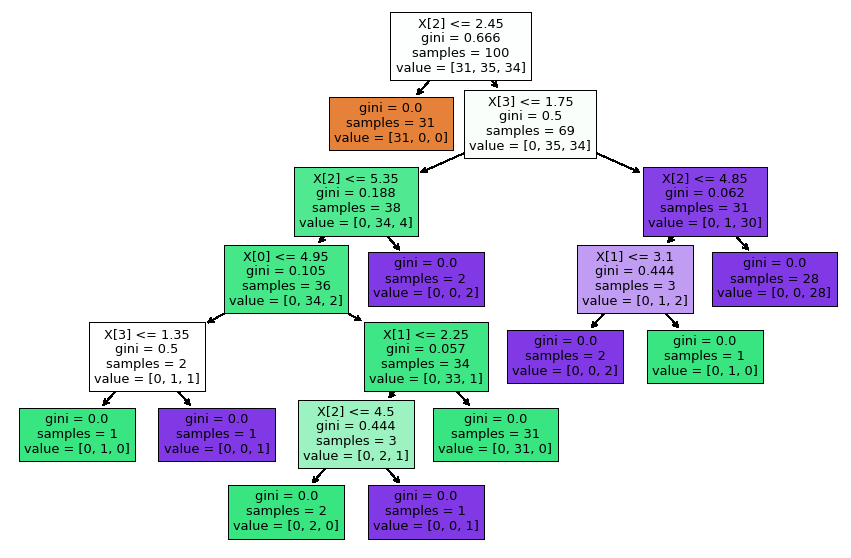 X[2] <= 2.45
gini = 0.666
samples = 100
value = [31, 35, 34]
gini = 0.0
samples = 31
value = [31, 0, 0]
X[3] <= 1.75
gini = 0.5
samples = 69
value = [0, 35, 34]
X[2] <= 5.35
gini = 0.188
samples = 38
value = [0, 34, 4]
X[2] <= 4.85
gini = 0.062
samples = 31
value = [0, 1, 30]
X[0] <= 4.95
gini = 0.105
samples = 36
value = [0, 34, 2]
gini = 0.0
samples = 2
value = [0, 0, 2]
X[1] <= 3.1
gini = 0.444
samples = 3
value = [0, 1, 2]
gini = 0.0
samples = 28
value = [0, 0, 28]
X[3] <= 1.35
gini = 0.5
samples = 2
value = [0, 1, 1]
X[1] <= 2.25
gini = 0.057
samples = 34
value = [0, 33, 1]
gini = 0.0
samples = 2
value = [0, 0, 2]
gini = 0.0
samples = 1
value = [0, 1, 0]
gini = 0.0
samples = 1
value = [0, 1, 0]
gini = 0.0
samples = 1
value = [0, 0, 1]
X[2] <= 4.5
gini = 0.444
samples = 3
value = [0, 2, 1]
gini = 0.0
samples = 31
value = [0, 31, 0]
gini = 0.0
samples = 2
value = [0, 2, 0]
gini = 0.0
samples = 1
value = [0, 0, 1]